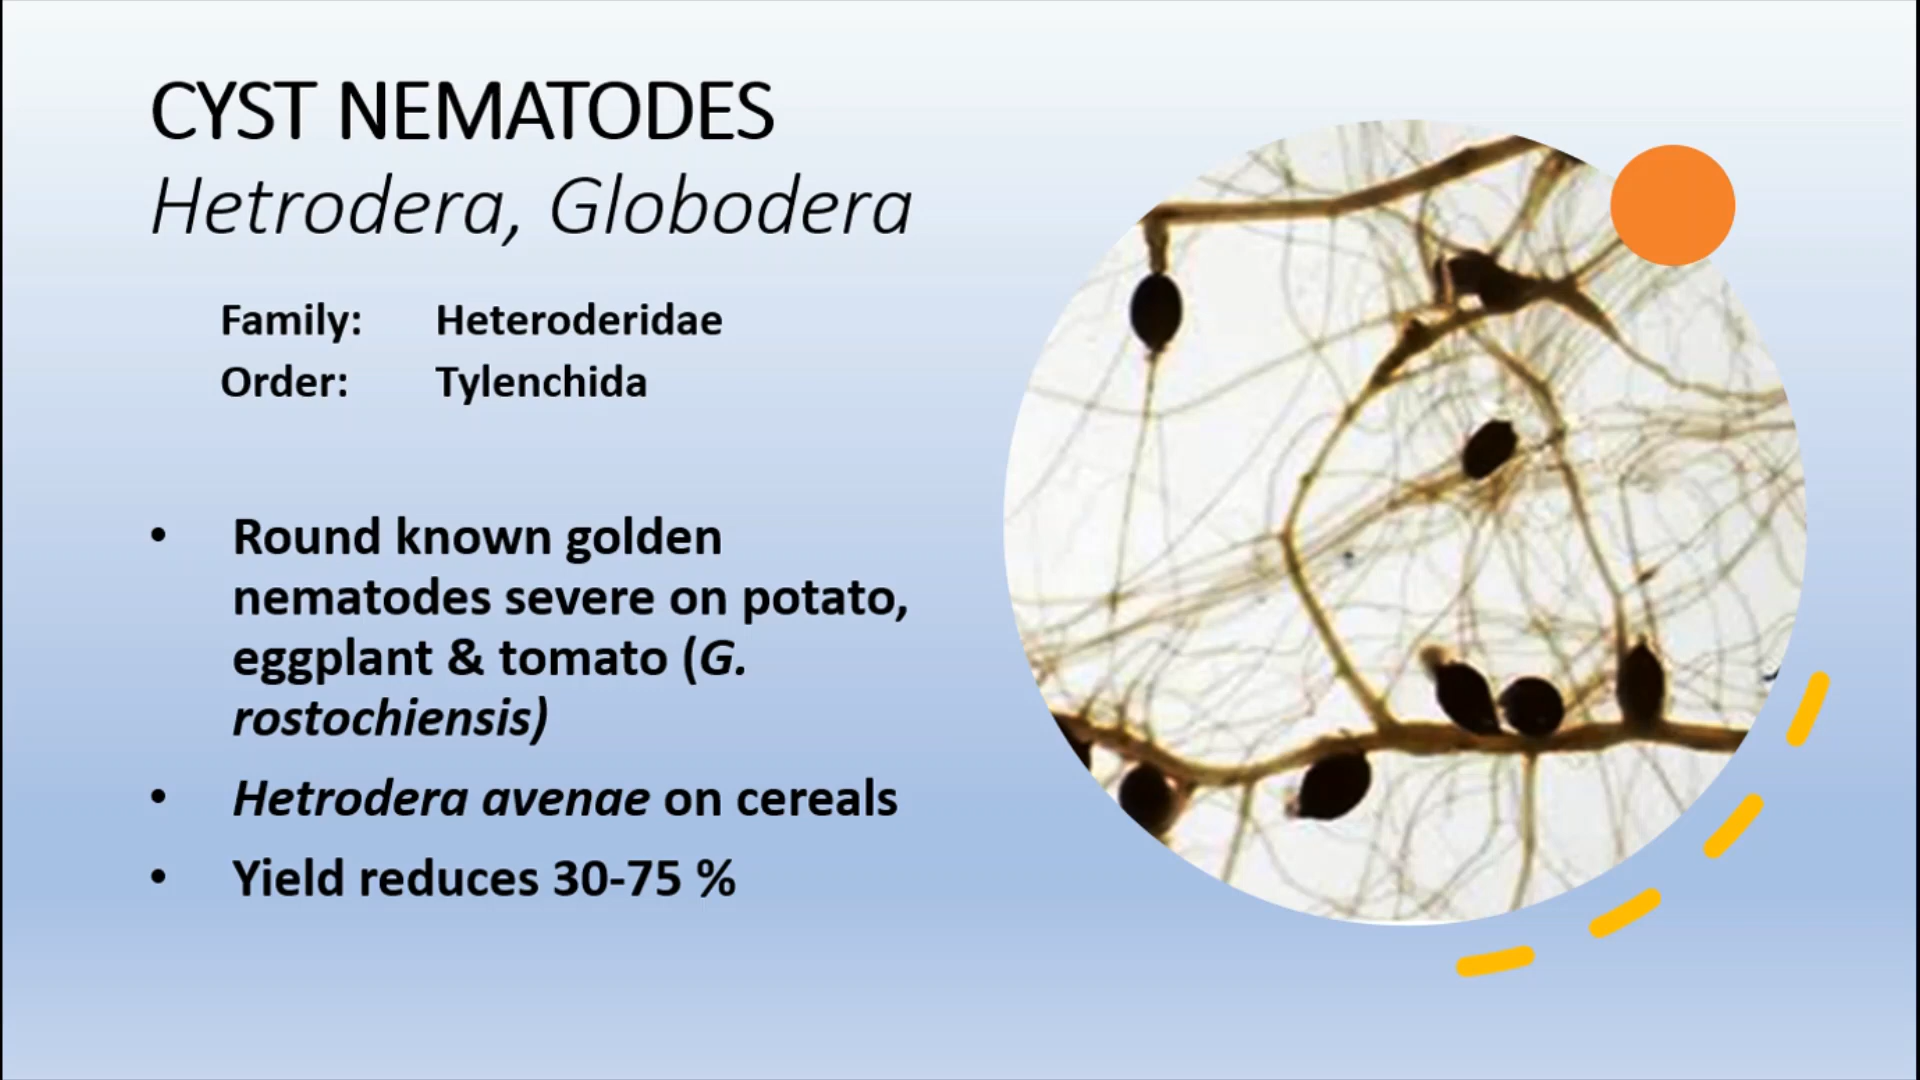 CYST NEMATODES
Hetrodera, Globodera
Family: Heteroderidae
Order: Tylenchida
• Round known golden
nematodes severe on potato,
eggplant & tomato (G.
rostochiensis)
• Hetrodera avenae on cereals
• Yield reduces 30-75 %